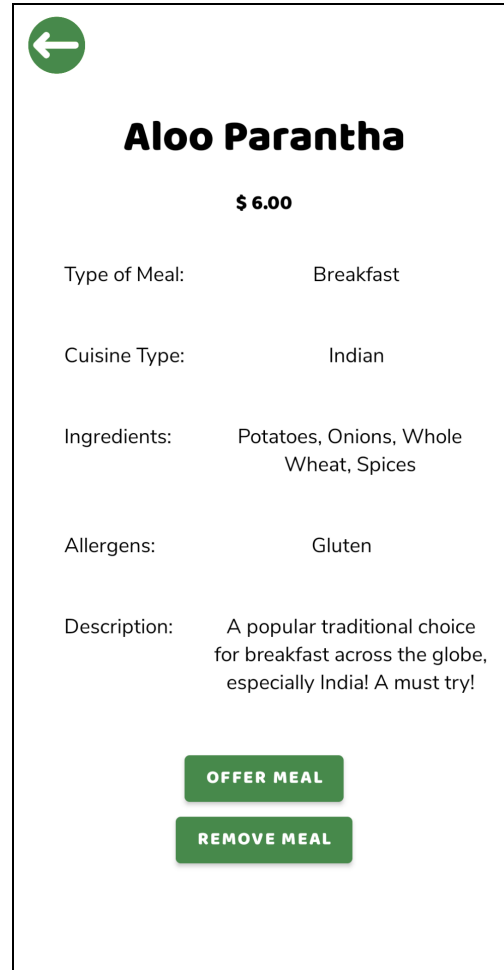 Aloo Parantha
$ 6.00
Type of Meal: Breakfast
Cuisine Type: Indian
Ingredients: Potatoes, Onions, Whole
Wheat, Spices
Allergens: Gluten
Description: A popular traditional choice
for breakfast across the globe,
especially India! A must try!
OFFER MEAL
REMOVE MEAL